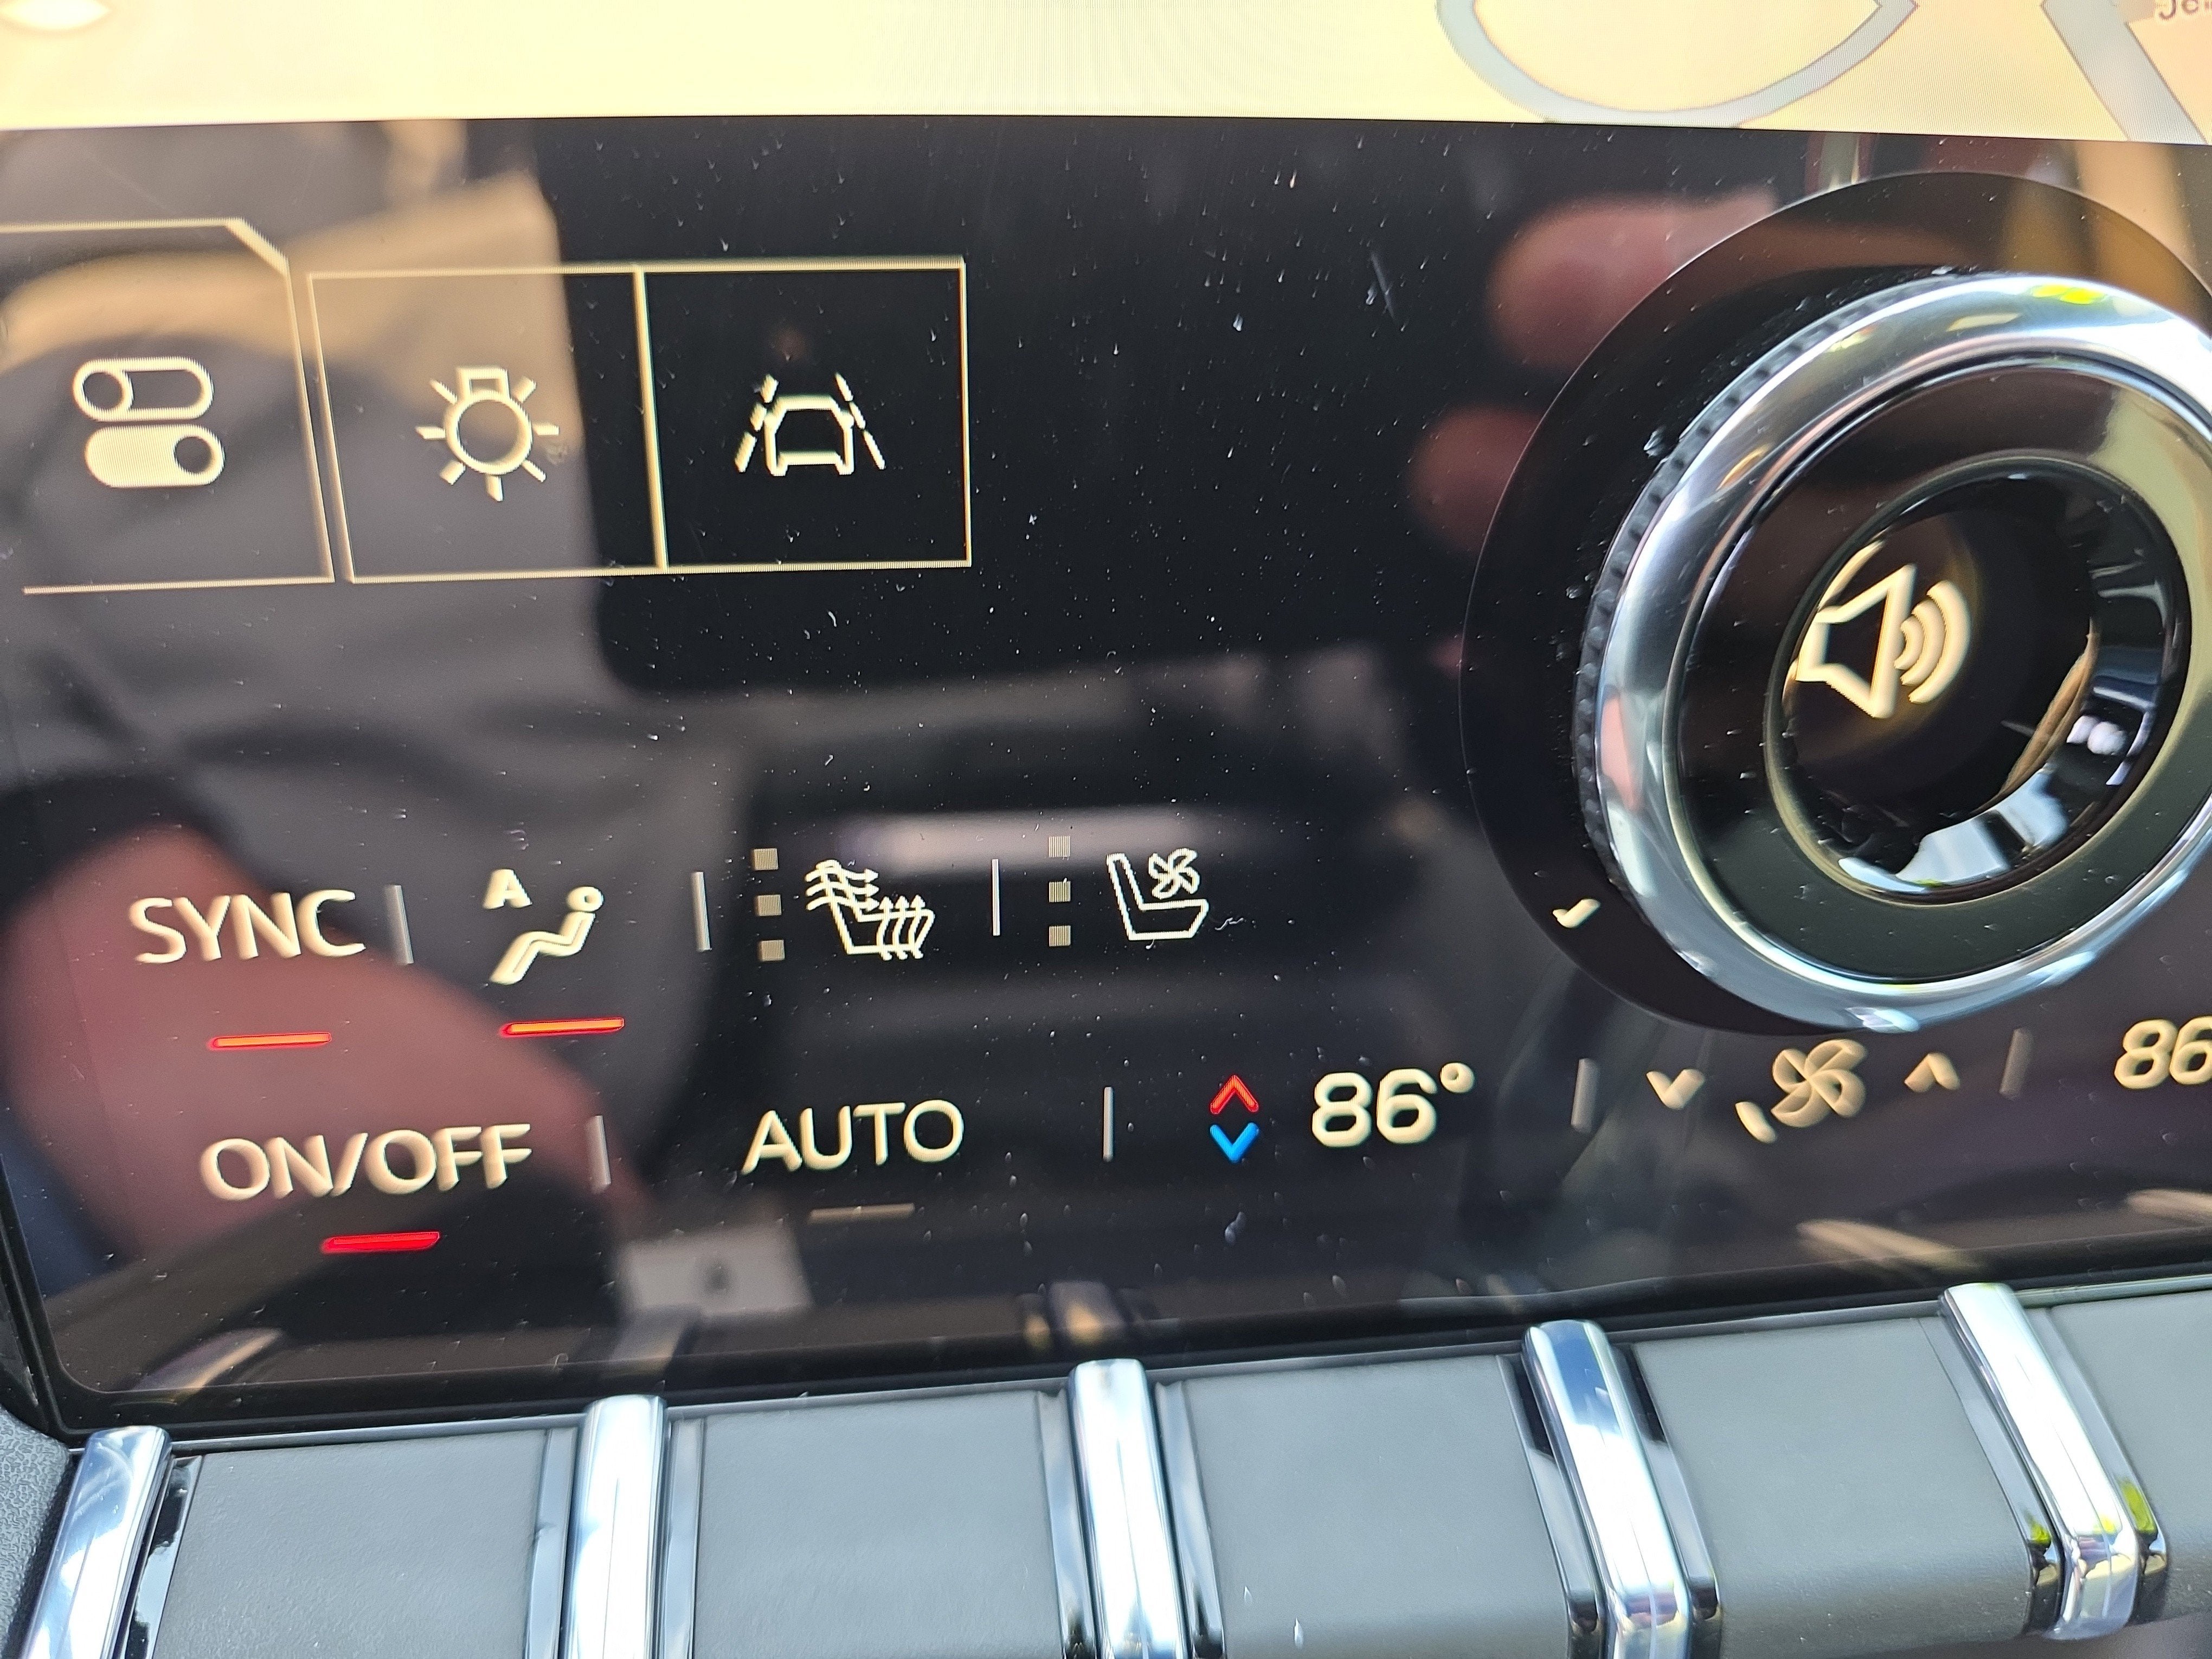 SYNC A
ON/OFF AUTO 86° 86